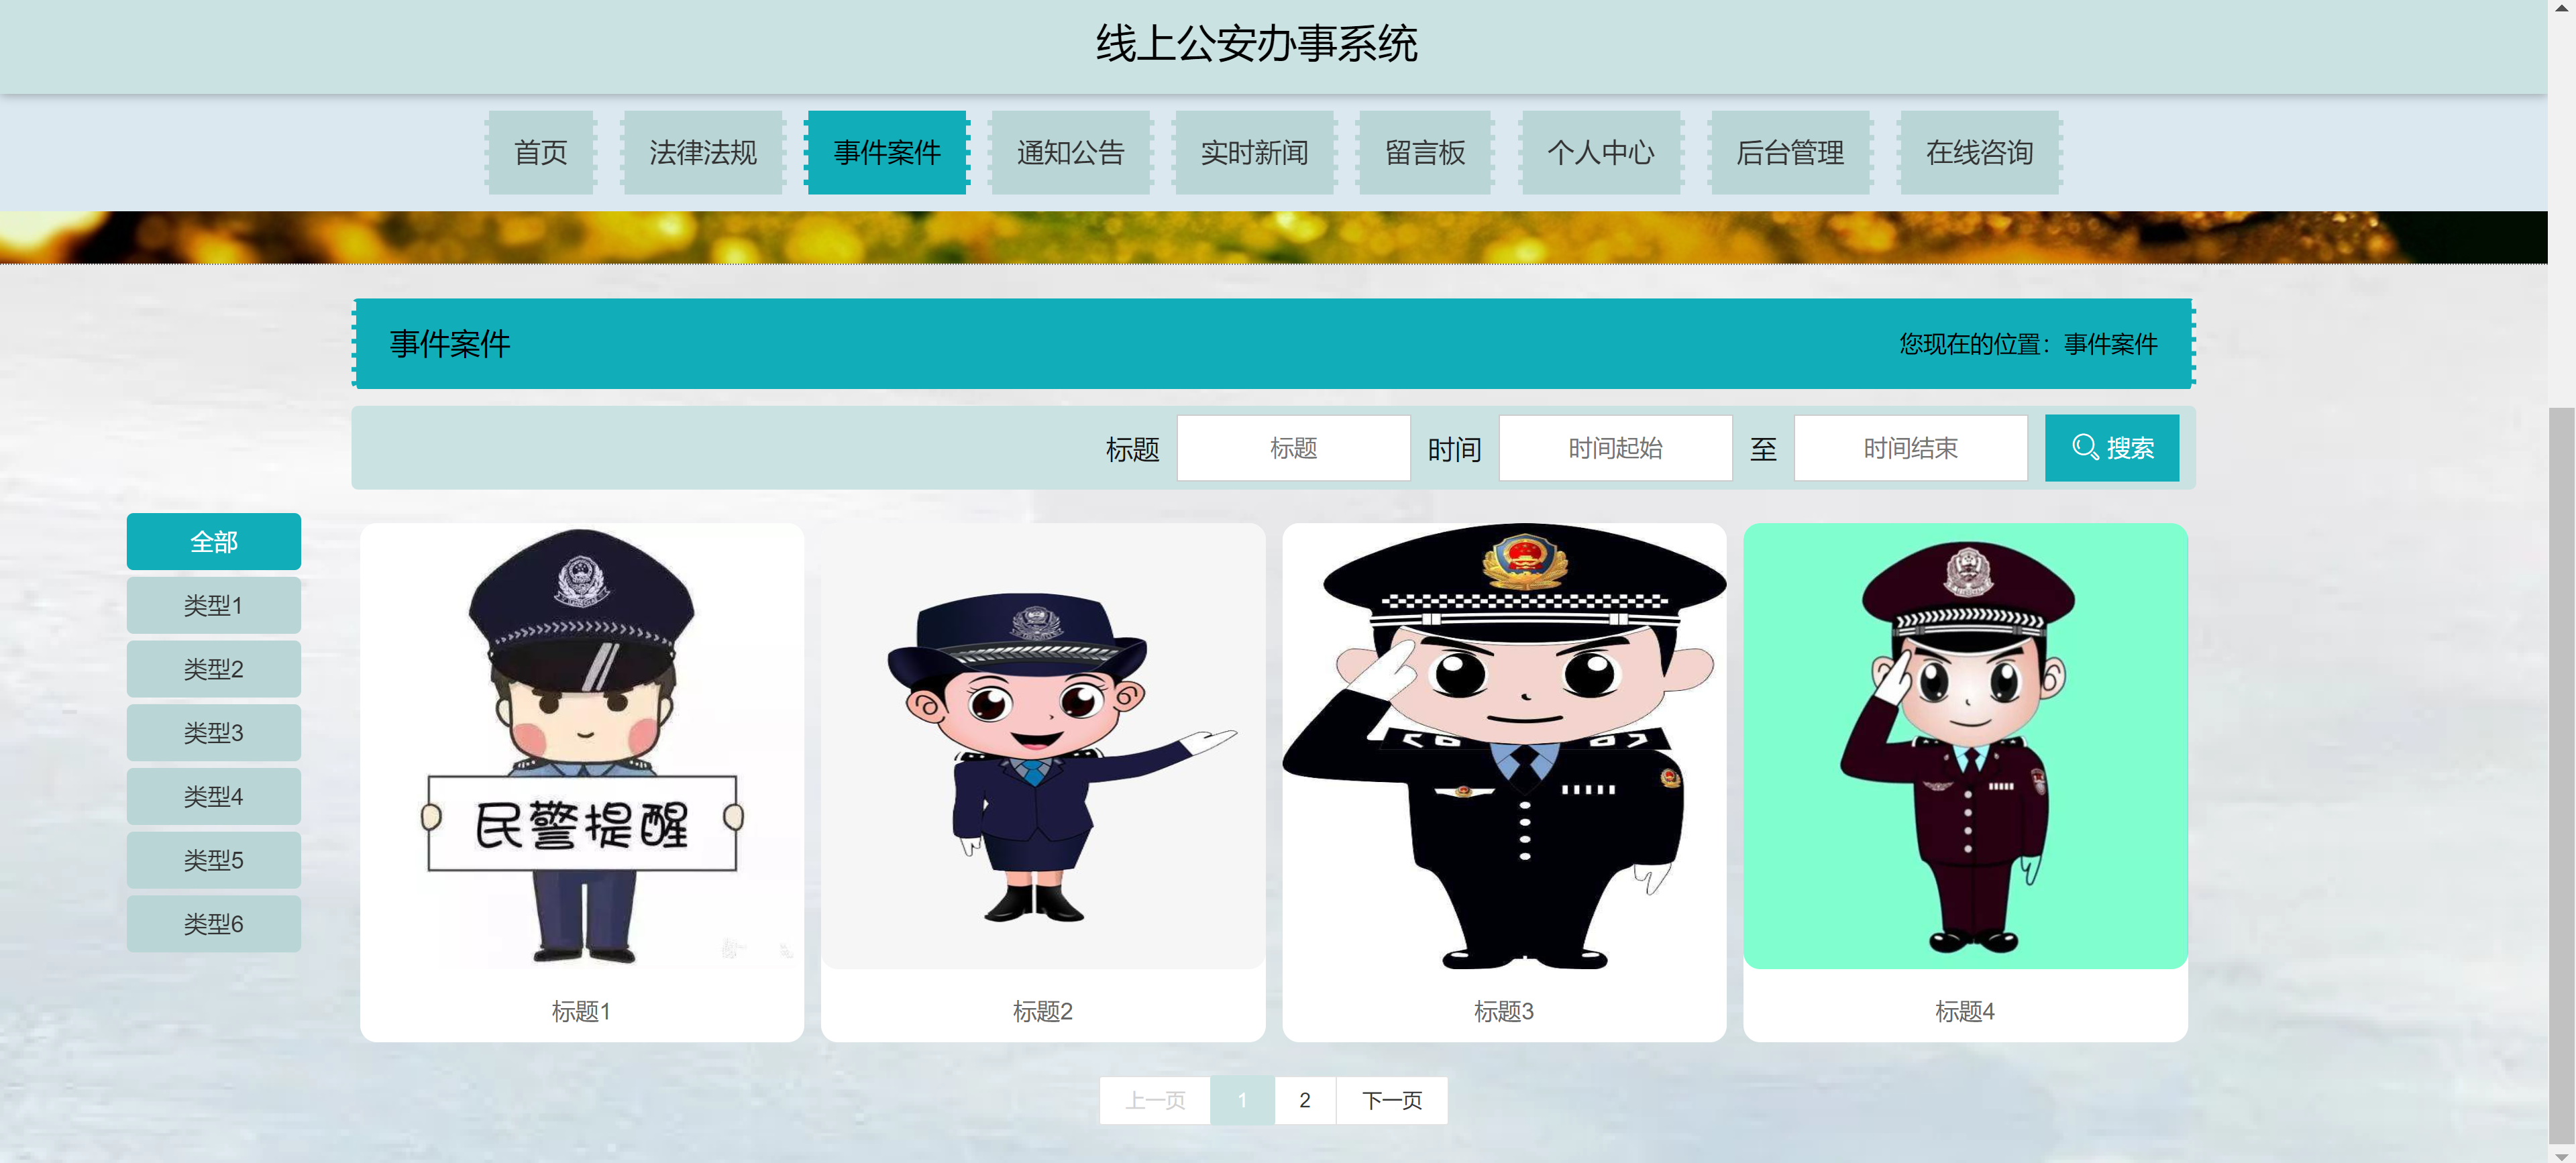 线上公安办事系统
首页 法律法规 事件案件 通知公告 实时新闻 留言板 个人中心 后台管理 在线咨询
事件案件 您现在的位置：事件案件
标题 标题 时间 时间起始 至 时间结束 搜索
全部
类型1
类型2
类型3
类型4
类型5
类型6
民警提醒
标题1 标题2 标题3 标题4
上一页 1 2 下一页